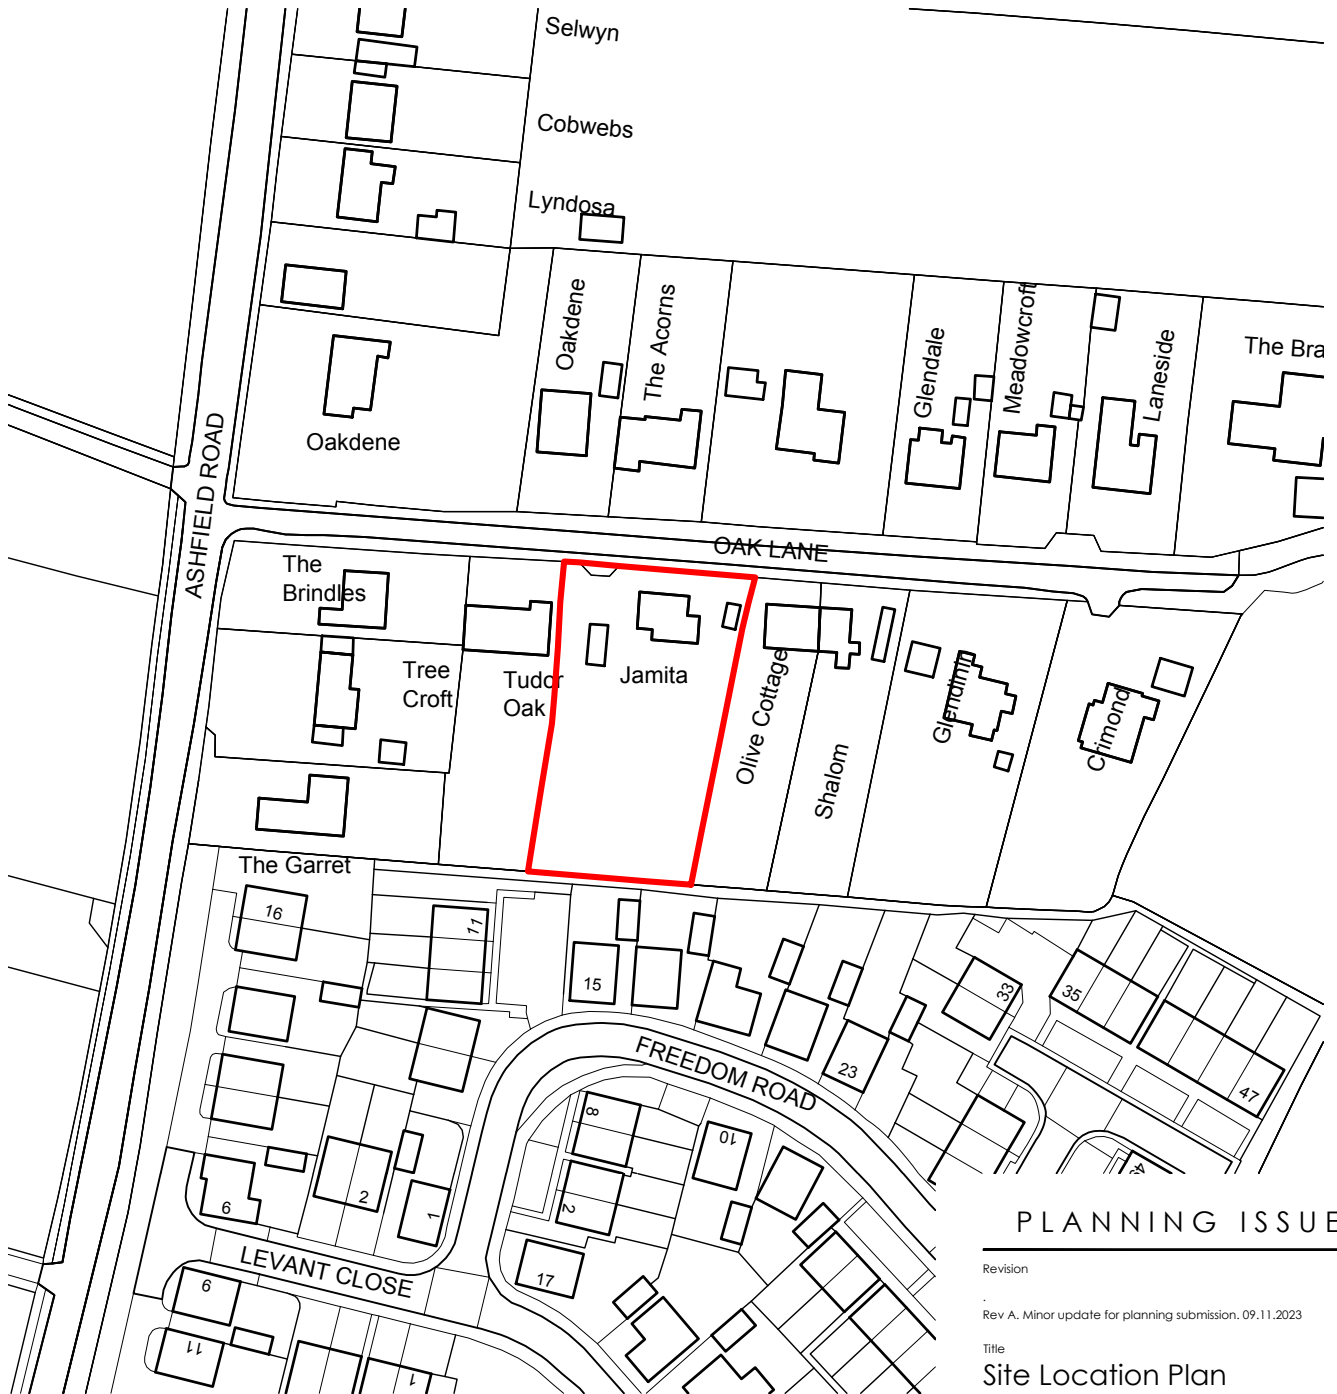 Selwyn
Cobwebs
Lyndosa
Oakdene
The Acorns
Glendale
Meadowcroft
Laneside
The Bra
Oakdene
ASHFIELD ROAD
OAK LANE
The
Brindles
Tree
Croft
Tudor
Oak
Jamita
Olive Cottage
Shalom
Crimond
The Garret
16
11
15
23
33
35
47
FREEDOM ROAD
8
10
2
17
6
2
1
LEVANT CLOSE
6
11
1
PLANNING ISSUE
Revision
.
Rev A. Minor update for planning submission. 09.11.2023
Title
Site Location Plan